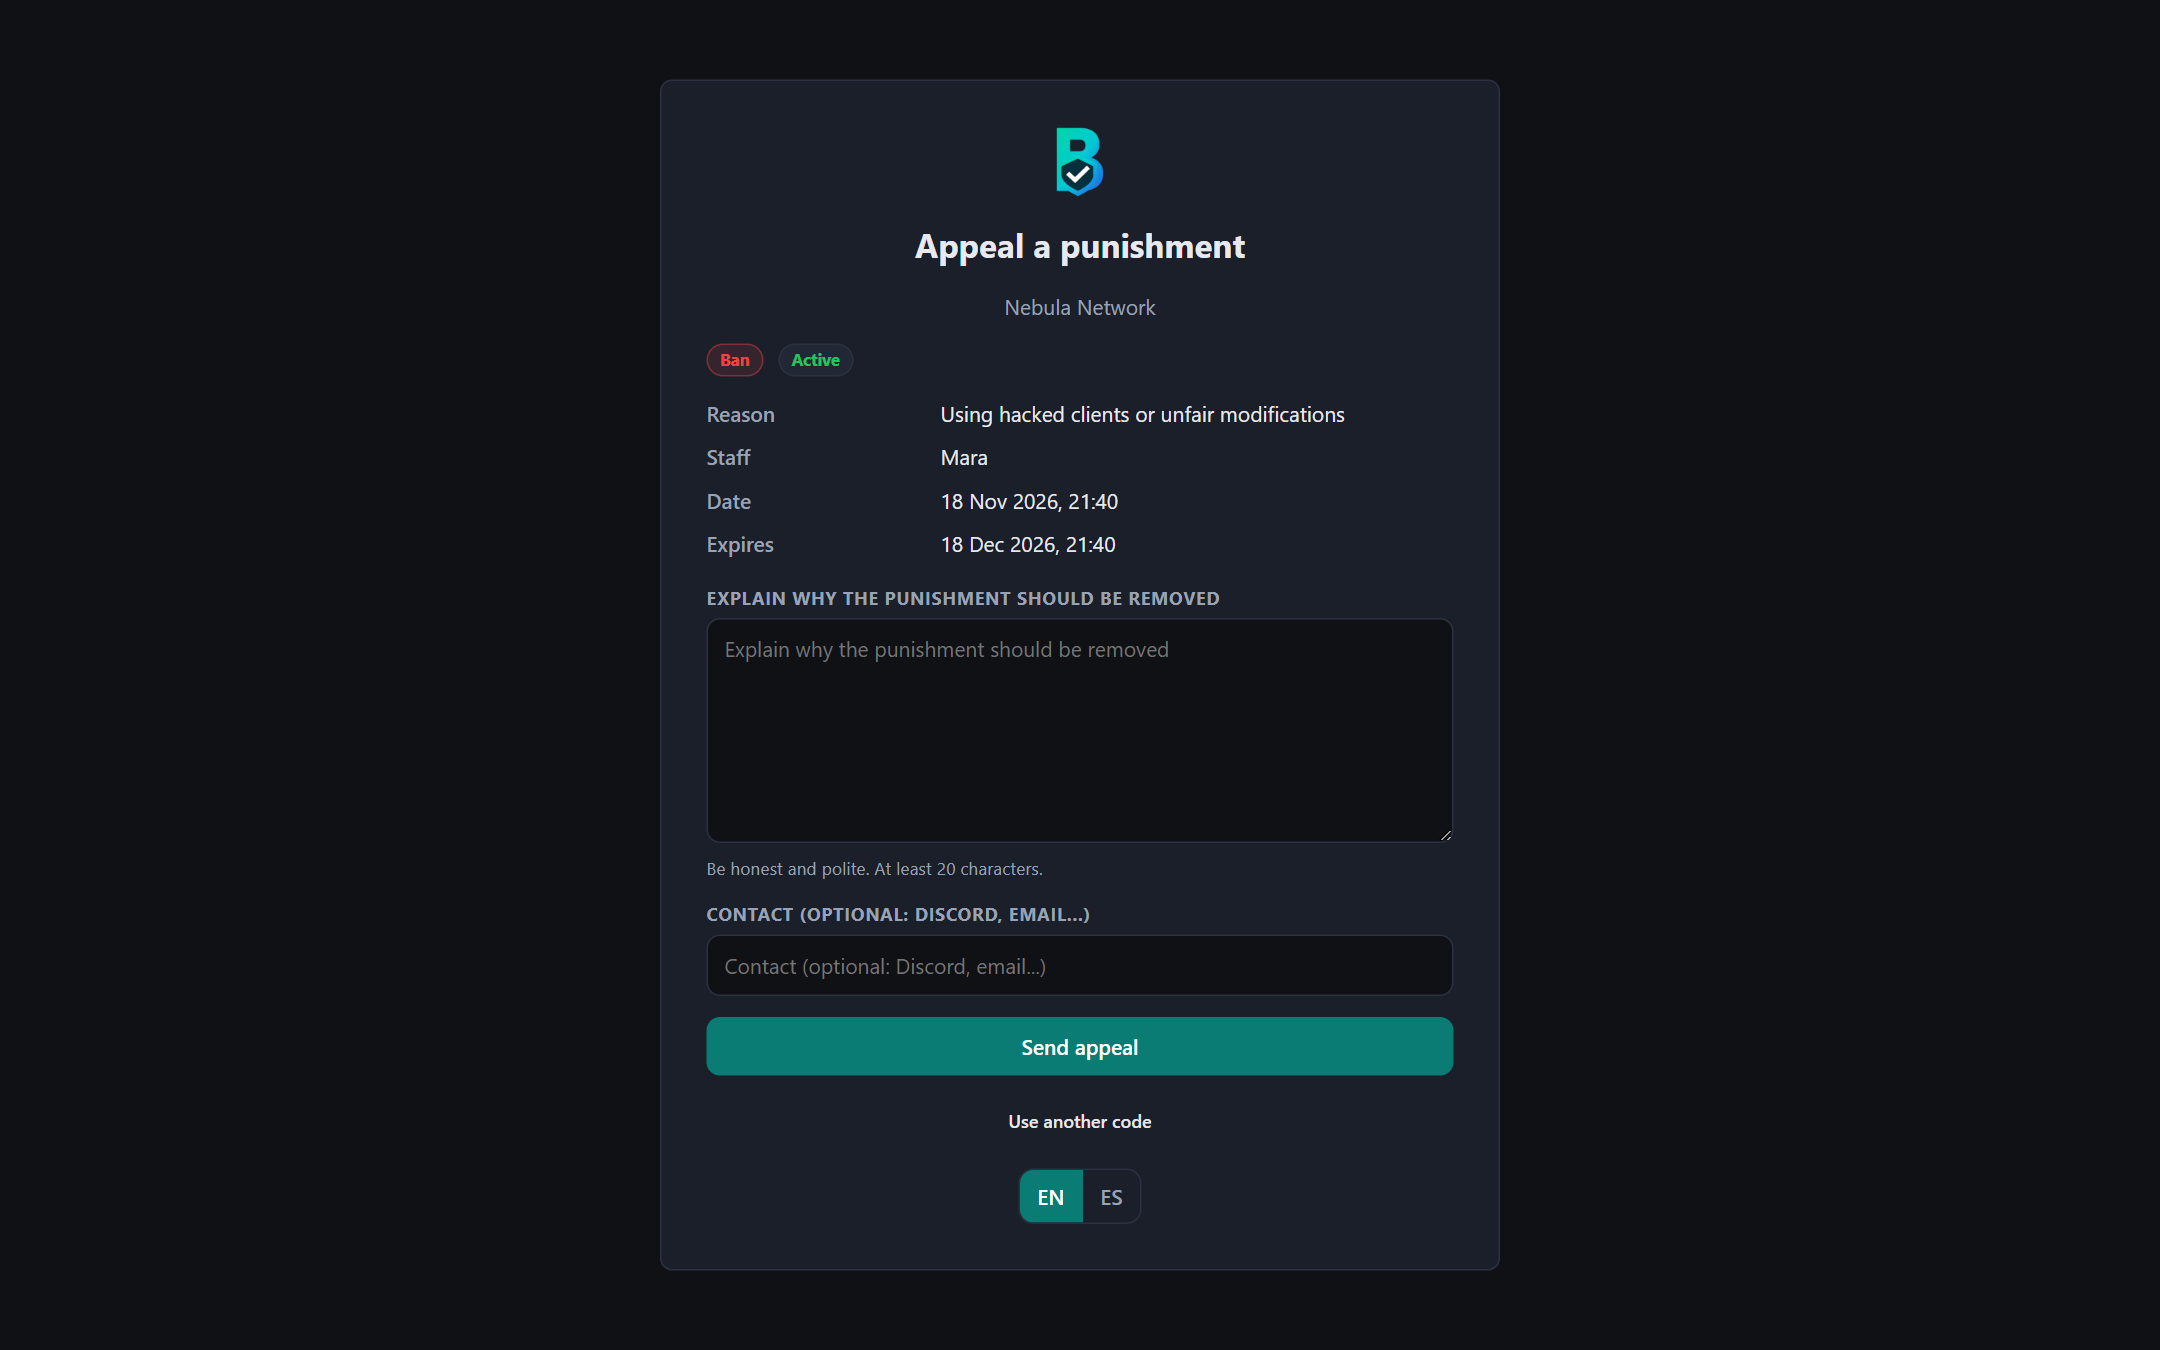 B
Appeal a punishment
Nebula Network
Ban Active
Reason Using hacked clients or unfair modifications
Staff Mara
Date 18 Nov 2026, 21:40
Expires 18 Dec 2026, 21:40
EXPLAIN WHY THE PUNISHMENT SHOULD BE REMOVED
Explain why the punishment should be removed
Be honest and polite. At least 20 characters.
CONTACT (OPTIONAL: DISCORD, EMAIL...)
Contact (optional: Discord, email...)
Send appeal
Use another code
EN ES